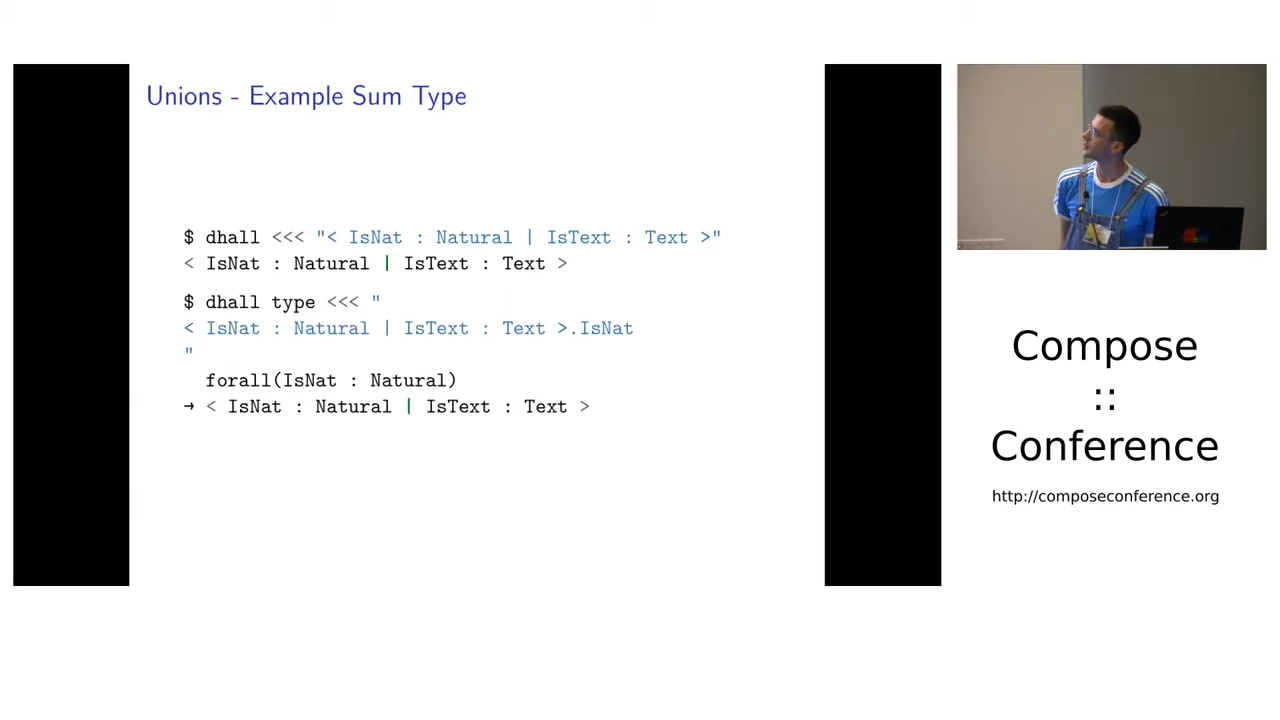 Unions - Example Sum Type
$ dhall <<< "< IsNat : Natural | IsText : Text >"
< IsNat : Natural | IsText : Text >
$ dhall type <<< "
< IsNat : Natural | IsText : Text >.IsNat
"
forall(IsNat : Natural)
→ < IsNat : Natural | IsText : Text >
Compose
::
Conference
http://composeconference.org